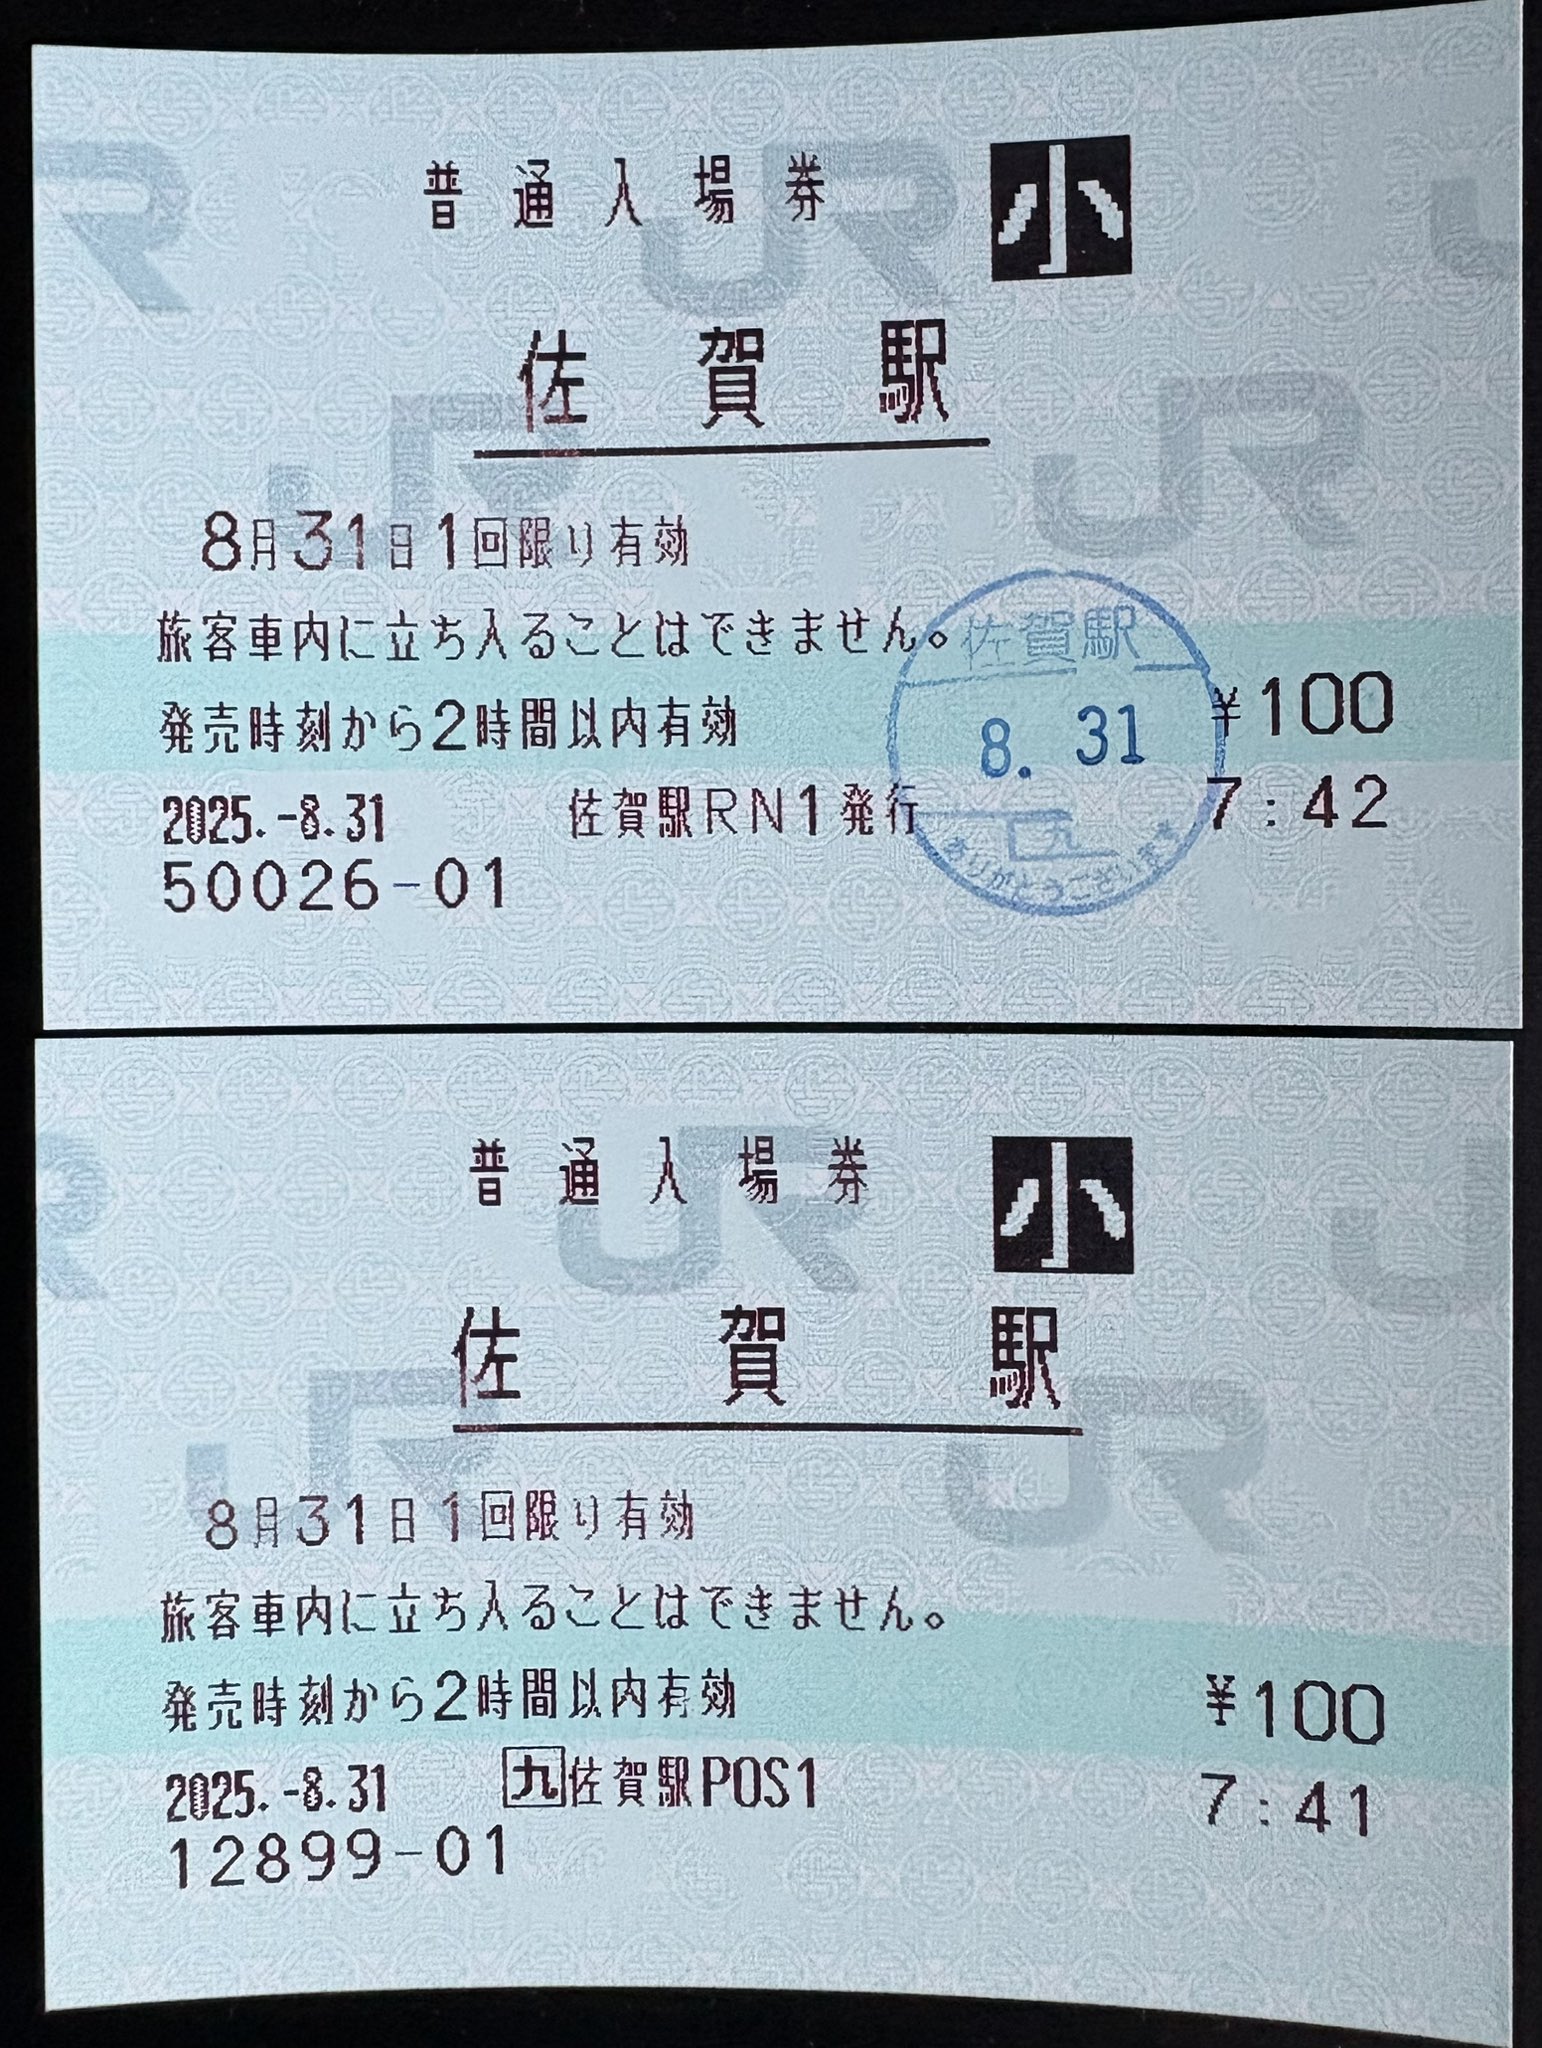 普通入場券 小
佐賀駅
8月31日1回限り有効
旅客車内に立ち入ることはできません。
発売時刻から2時間以内有効 ¥100
2025.-8.31 佐賀駅RN1発行 7:42
50026-01
佐賀駅
8. 31
九
ありがとうございます
普通入場券 小
佐賀駅
8月31日1回限り有効
旅客車内に立ち入ることはできません。
発売時刻から2時間以内有効 ¥100
2025.-8.31 九佐賀駅POS1 7:41
12899-01
JR